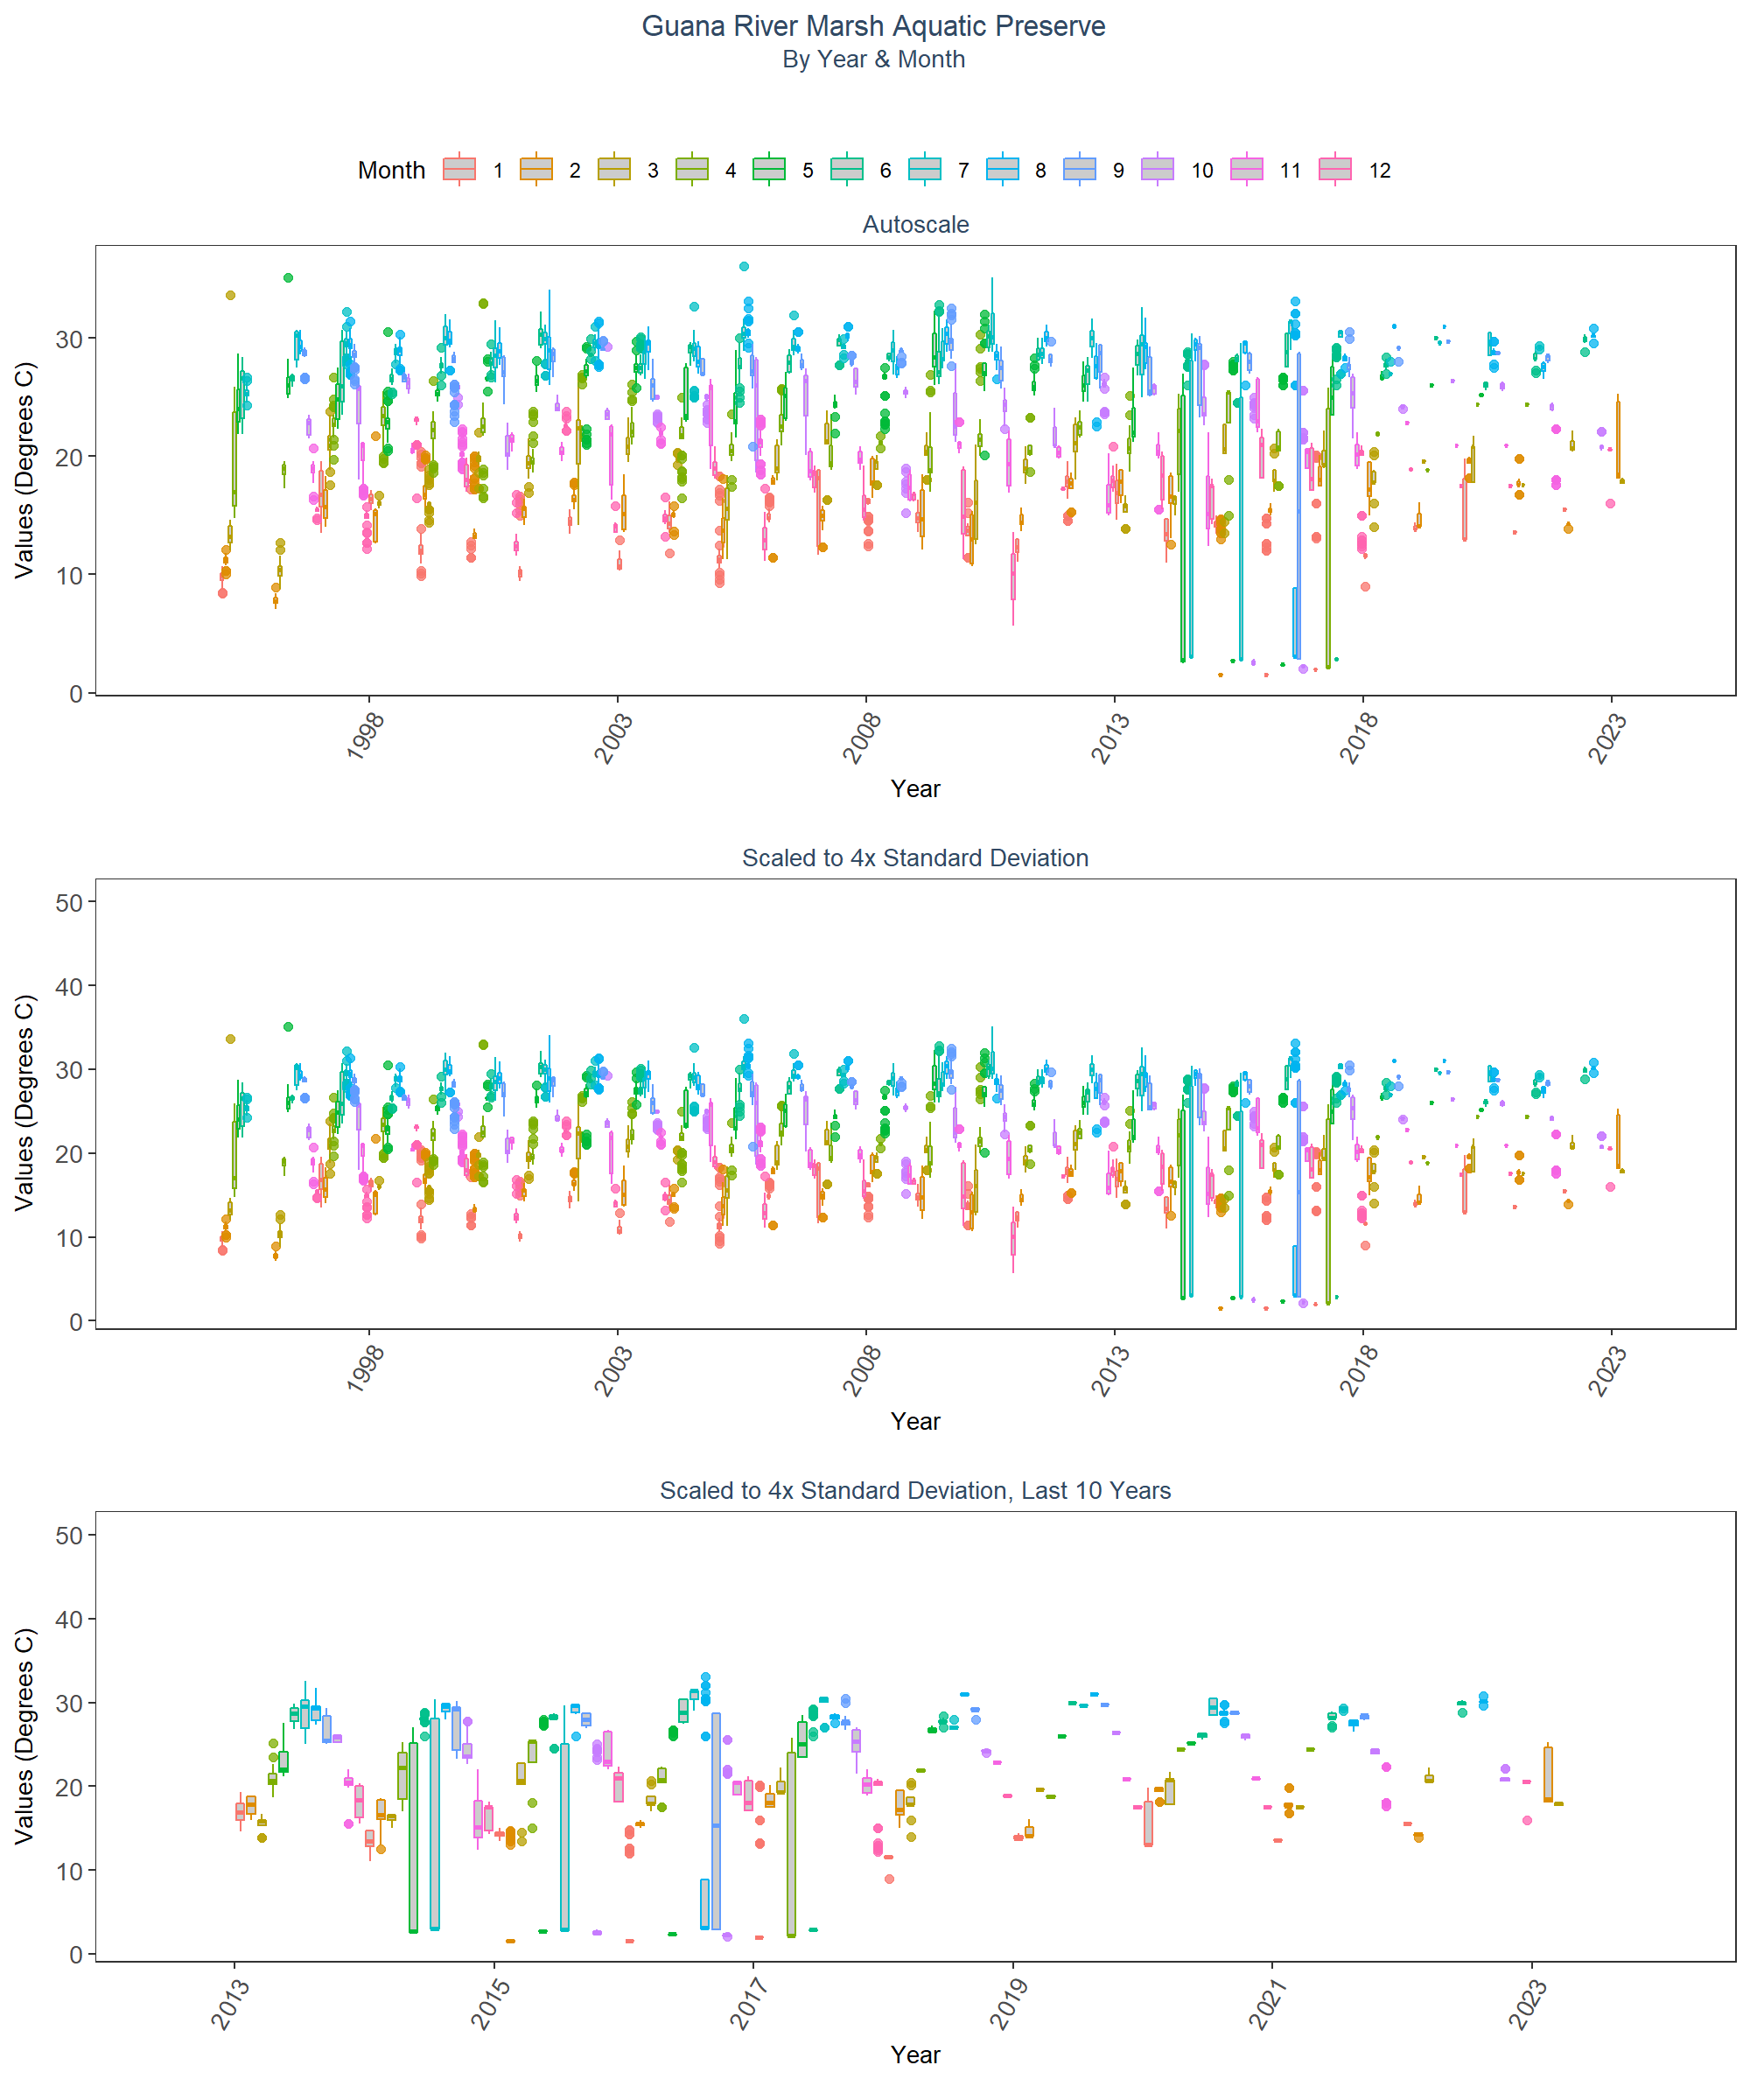 Guana River Marsh Aquatic Preserve
By Year & Month
Month 1 2 3 4 5 6 7 8 9 10 11 12
Autoscale
Values (Degrees C)
30
20
10
0
1998 2003 2008 2013 2018 2023
Year
Scaled to 4x Standard Deviation
Values (Degrees C)
50
40
30
20
10
0
1998 2003 2008 2013 2018 2023
Year
Scaled to 4x Standard Deviation, Last 10 Years
Values (Degrees C)
50
40
30
20
10
0
2013 2015 2017 2019 2021 2023
Year